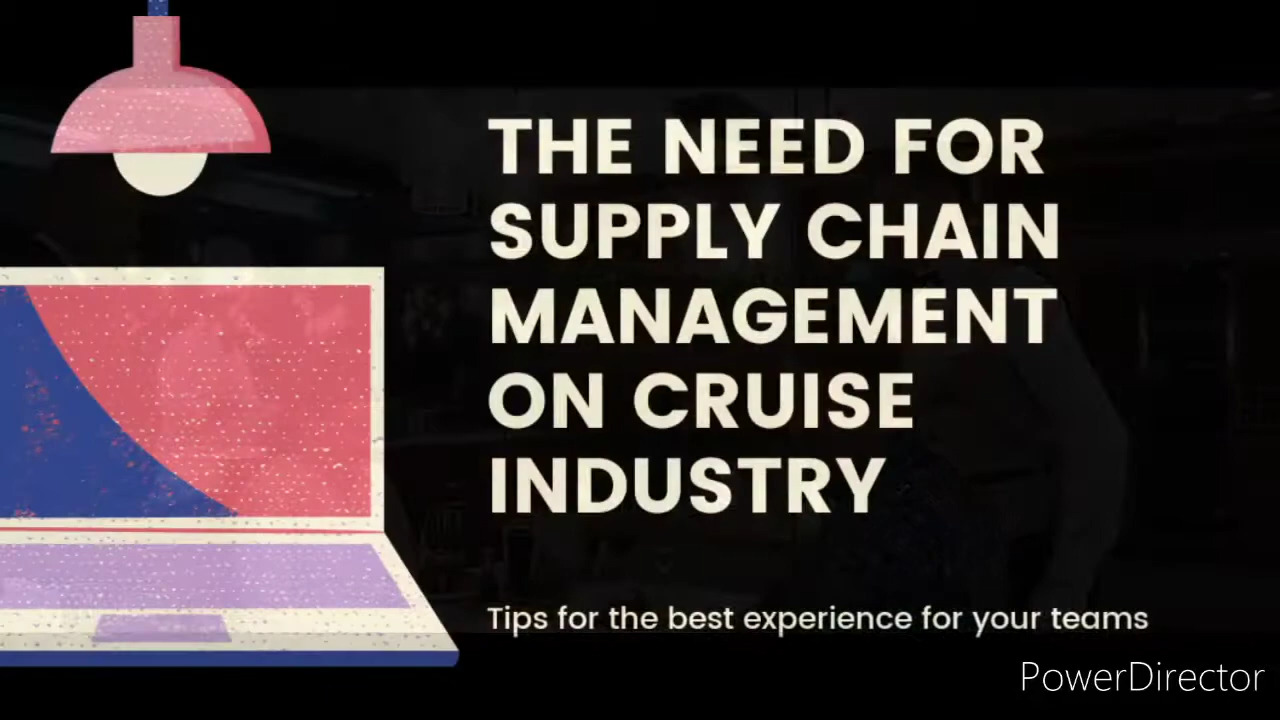 THE NEED FOR
SUPPLY CHAIN
MANAGEMENT
ON CRUISE
INDUSTRY
Tips for the best experience for your teams
PowerDirector